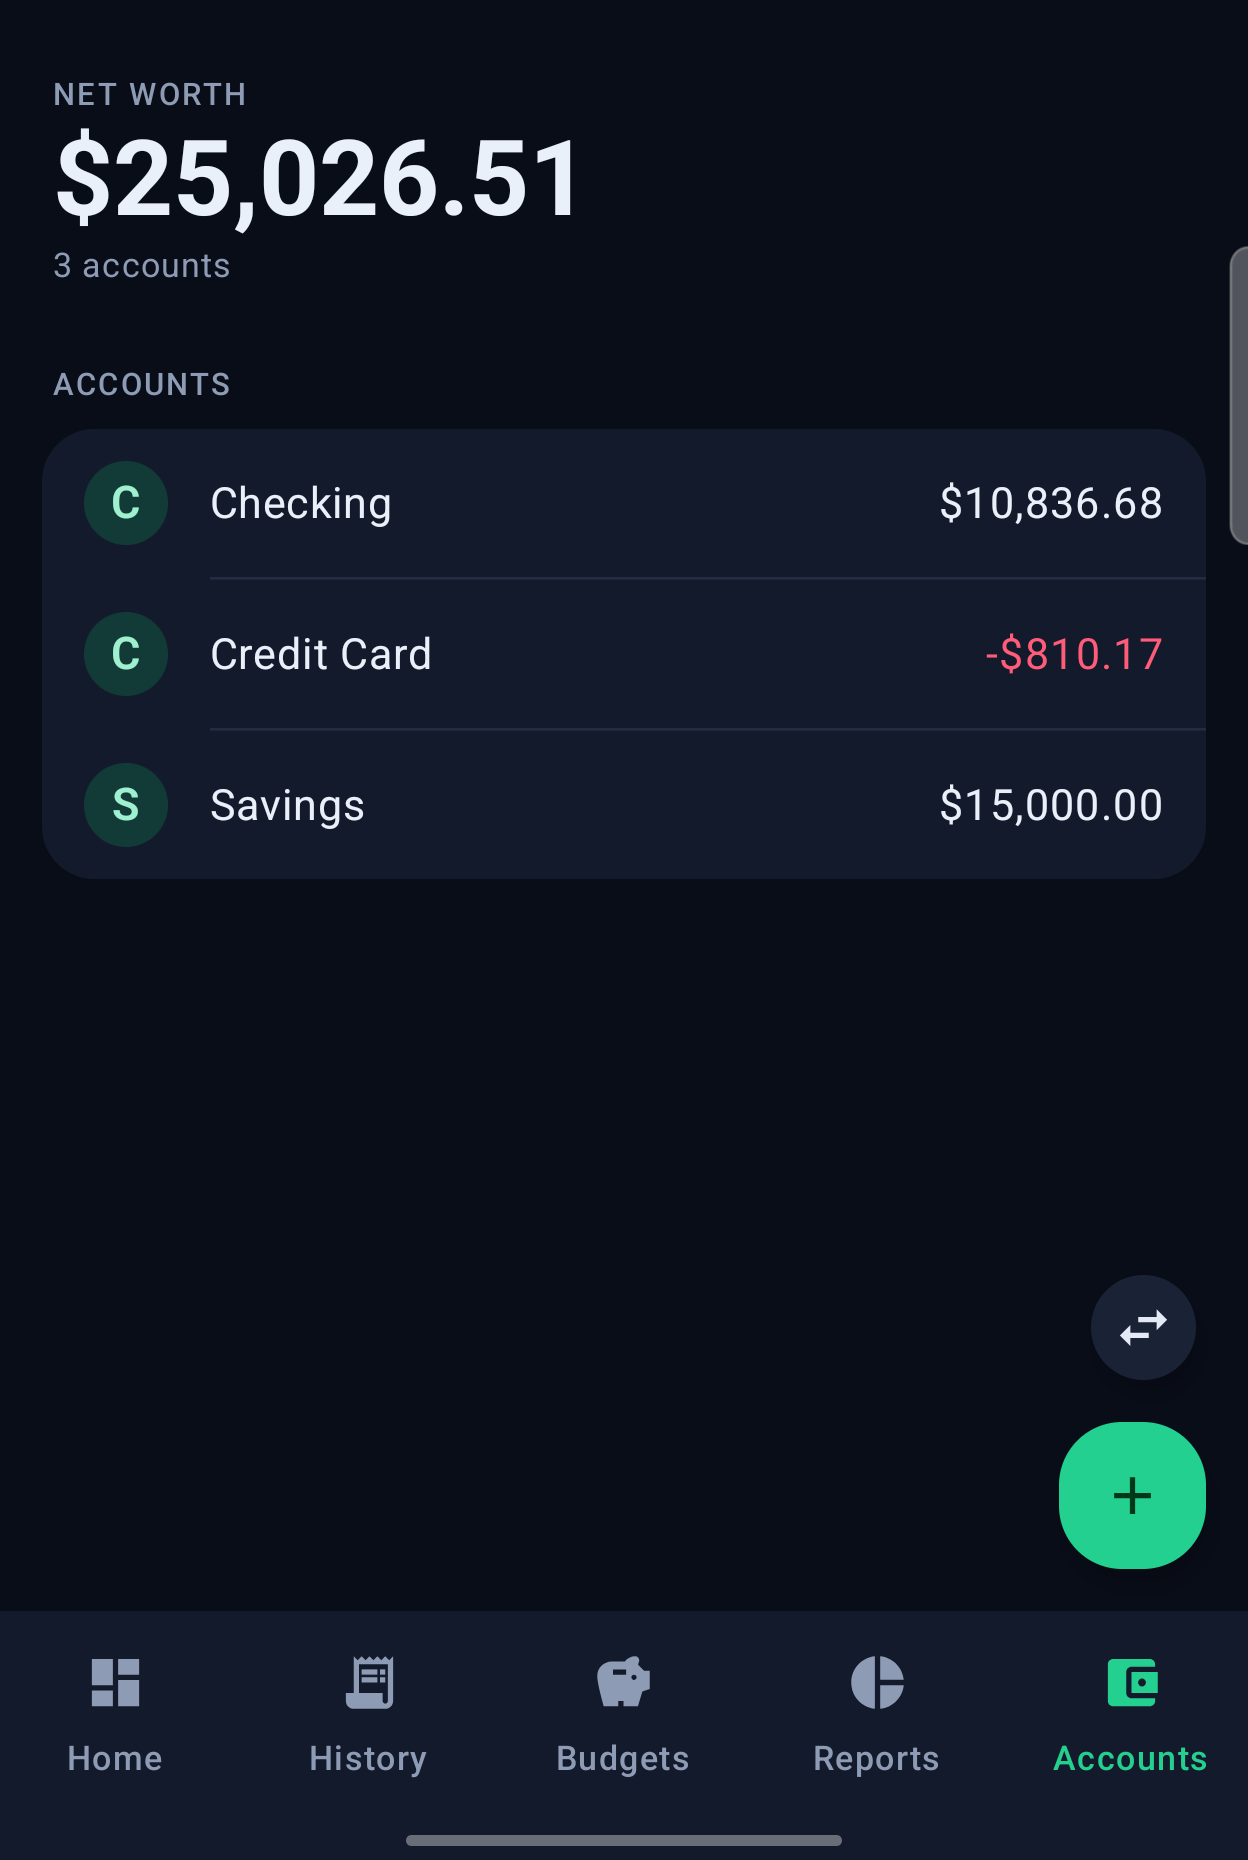 NET WORTH
$25,026.51
3 accounts
ACCOUNTS
C Checking $10,836.68
C Credit Card -$810.17
S Savings $15,000.00
Home History Budgets Reports Accounts